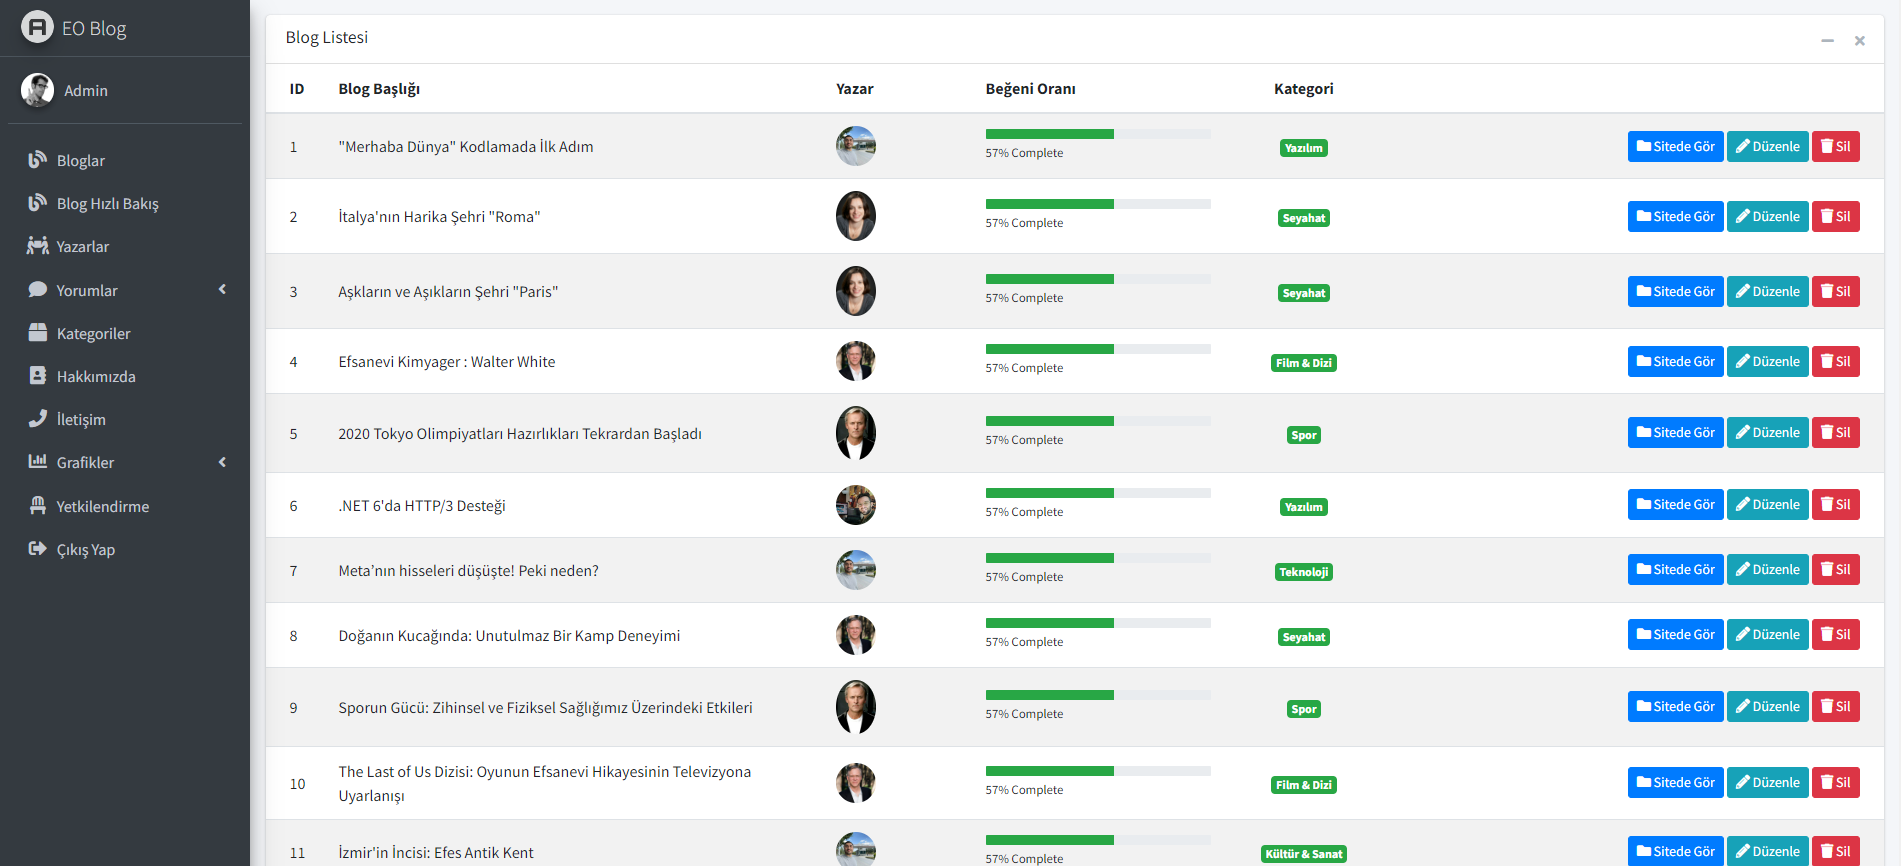 EO Blog
Admin
Bloglar
Blog Hızlı Bakış
Yazarlar
Yorumlar
Kategoriler
Hakkımızda
İletişim
Grafikler
Yetkilendirme
Çıkış Yap
Blog Listesi
ID Blog Başlığı Yazar Beğeni Oranı Kategori
1 "Merhaba Dünya" Kodlamada İlk Adım 57% Complete Yazılım Sitede Gör Düzenle Sil
2 İtalya'nın Harika Şehri "Roma" 57% Complete Seyahat Sitede Gör Düzenle Sil
3 Aşkların ve Aşıkların Şehri "Paris" 57% Complete Seyahat Sitede Gör Düzenle Sil
4 Efsanevi Kimyager : Walter White 57% Complete Film & Dizi Sitede Gör Düzenle Sil
5 2020 Tokyo Olimpiyatları Hazırlıkları Tekrardan Başladı 57% Complete Spor Sitede Gör Düzenle Sil
6 .NET 6'da HTTP/3 Desteği 57% Complete Yazılım Sitede Gör Düzenle Sil
7 Meta’nın hisseleri düşüşte! Peki neden? 57% Complete Teknoloji Sitede Gör Düzenle Sil
8 Doğanın Kucağında: Unutulmaz Bir Kamp Deneyimi 57% Complete Seyahat Sitede Gör Düzenle Sil
9 Sporun Gücü: Zihinsel ve Fiziksel Sağlığımız Üzerindeki Etkileri 57% Complete Spor Sitede Gör Düzenle Sil
10 The Last of Us Dizisi: Oyunun Efsanevi Hikayesinin Televizyona
Uyarlanışı 57% Complete Film & Dizi Sitede Gör Düzenle Sil
11 İzmir'in İncisi: Efes Antik Kent 57% Complete Kültür & Sanat Sitede Gör Düzenle Sil